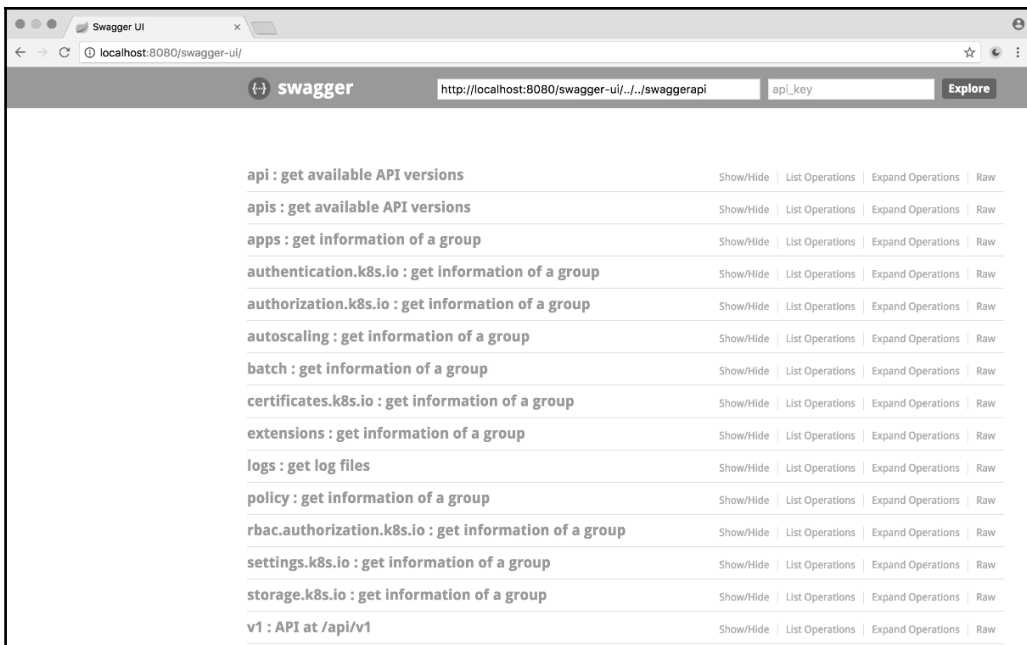 Swagger UI
localhost:8080/swagger-ui/
swagger http://localhost:8080/swagger-ui/../../swaggerapi api_key Explore
api : get available API versions Show/Hide List Operations Expand Operations Raw
apis : get available API versions Show/Hide List Operations Expand Operations Raw
apps : get information of a group Show/Hide List Operations Expand Operations Raw
authentication.k8s.io : get information of a group Show/Hide List Operations Expand Operations Raw
authorization.k8s.io : get information of a group Show/Hide List Operations Expand Operations Raw
autoscaling : get information of a group Show/Hide List Operations Expand Operations Raw
batch : get information of a group Show/Hide List Operations Expand Operations Raw
certificates.k8s.io : get information of a group Show/Hide List Operations Expand Operations Raw
extensions : get information of a group Show/Hide List Operations Expand Operations Raw
logs : get log files Show/Hide List Operations Expand Operations Raw
policy : get information of a group Show/Hide List Operations Expand Operations Raw
rbac.authorization.k8s.io : get information of a group Show/Hide List Operations Expand Operations Raw
settings.k8s.io : get information of a group Show/Hide List Operations Expand Operations Raw
storage.k8s.io : get information of a group Show/Hide List Operations Expand Operations Raw
v1 : API at /api/v1 Show/Hide List Operations Expand Operations Raw